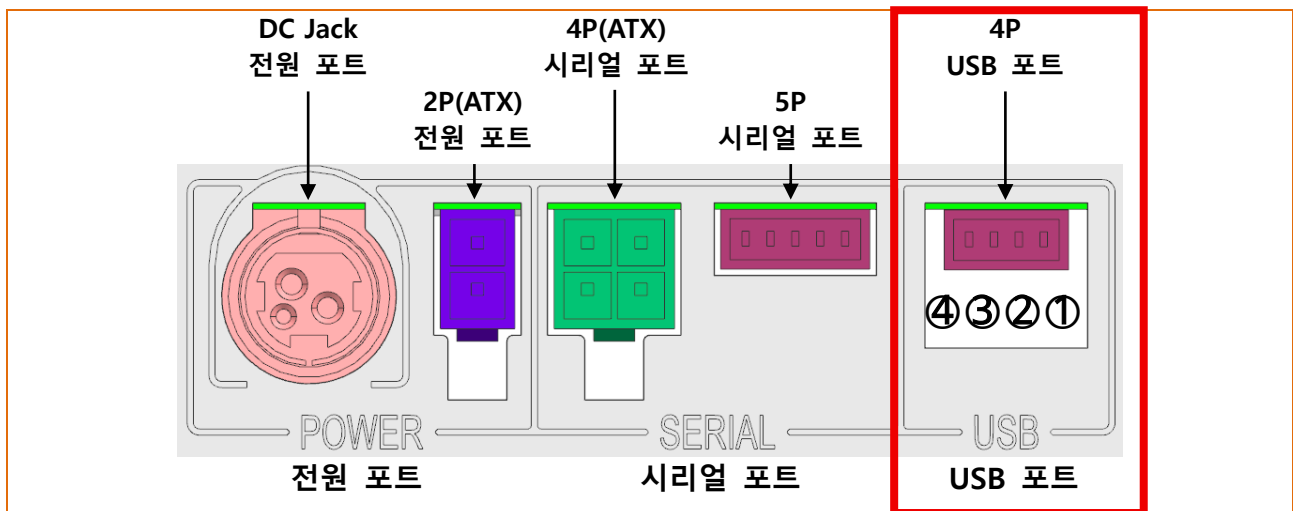 DC Jack
전원 포트
4P(ATX)
시리얼 포트
4P
USB 포트
2P(ATX)
전원 포트
5P
시리얼 포트
④③②①
POWER
SERIAL
USB
전원 포트
시리얼 포트
USB 포트